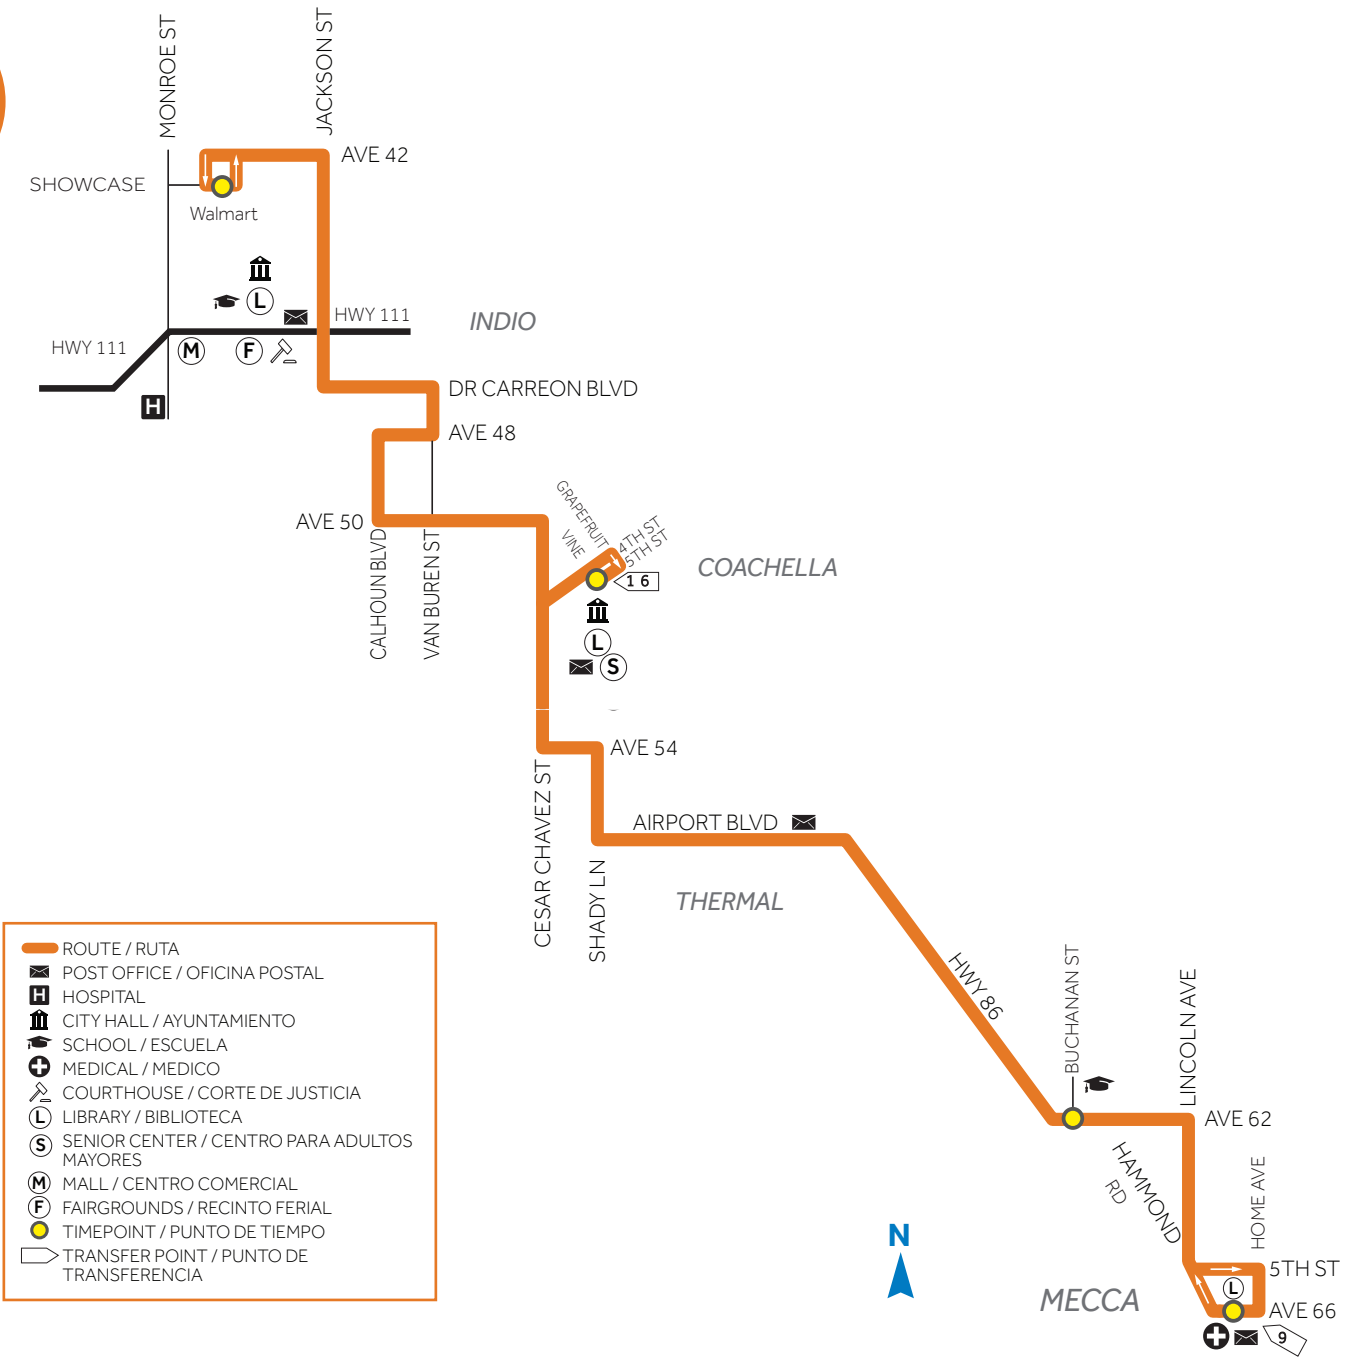 MONROE ST
JACKSON ST
AVE 42
SHOWCASE
Walmart
L
HWY 111
INDIO
HWY 111
M
F
H
DR CARREON BLVD
AVE 48
AVE 50
CALHOUN BLVD
VAN BUREN ST
GRAPEFRUIT
VINE
4TH ST
5TH ST
COACHELLA
1 6
L
S
AVE 54
CESAR CHAVEZ ST
SHADY LN
AIRPORT BLVD
THERMAL
HWY 86
BUCHANAN ST
LINCOLN AVE
AVE 62
HAMMOND
RD
HOME AVE
5TH ST
L
AVE 66
MECCA
9
N
ROUTE / RUTA
POST OFFICE / OFICINA POSTAL
H HOSPITAL
CITY HALL / AYUNTAMIENTO
SCHOOL / ESCUELA
MEDICAL / MEDICO
COURTHOUSE / CORTE DE JUSTICIA
L LIBRARY / BIBLIOTECA
S SENIOR CENTER / CENTRO PARA ADULTOS
MAYORES
M MALL / CENTRO COMERCIAL
F FAIRGROUNDS / RECINTO FERIAL
TIMEPOINT / PUNTO DE TIEMPO
TRANSFER POINT / PUNTO DE
TRANSFERENCIA